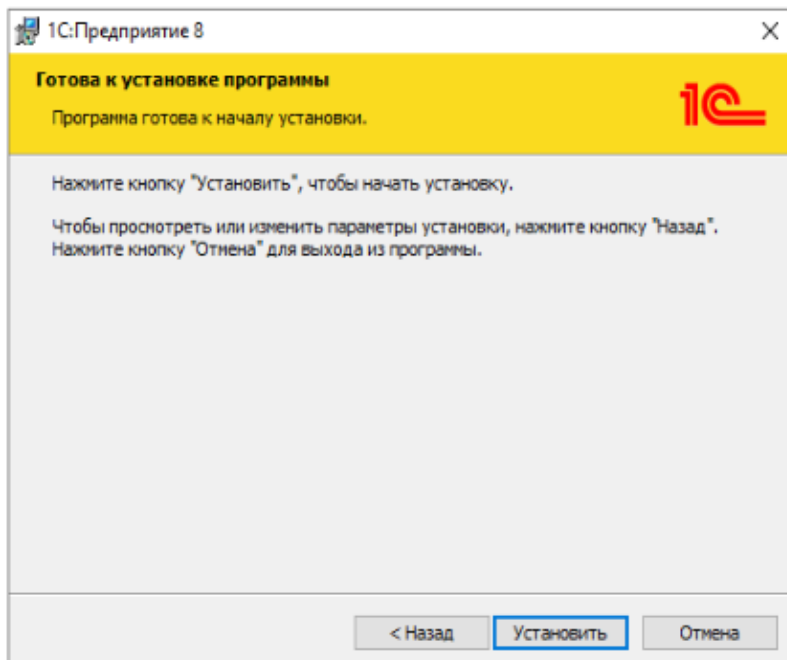 1С:Предприятие 8
Готова к установке программы
Программа готова к началу установки.
1С
Нажмите кнопку "Установить", чтобы начать установку.
Чтобы просмотреть или изменить параметры установки, нажмите кнопку "Назад".
Нажмите кнопку "Отмена" для выхода из программы.
< Назад
Установить
Отмена